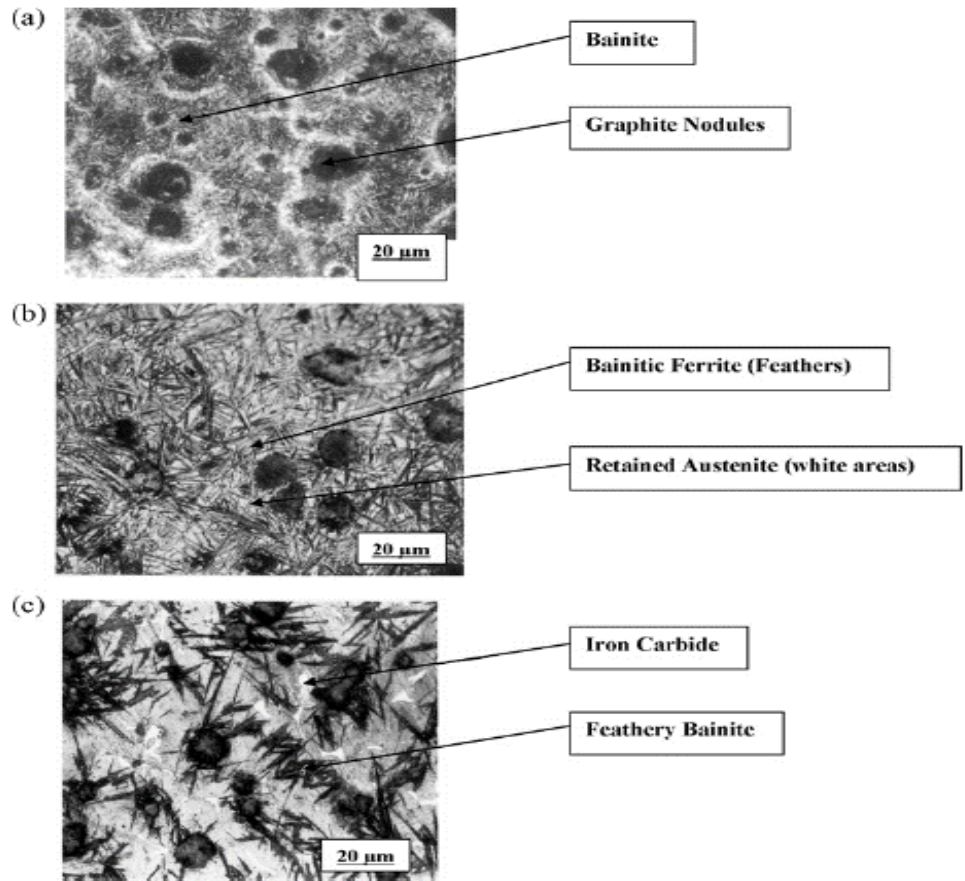 (a)
Bainite
Graphite Nodules
20 µm
(b)
Bainitic Ferrite (Feathers)
Retained Austenite (white areas)
20 µm
(c)
Iron Carbide
Feathery Bainite
20 µm